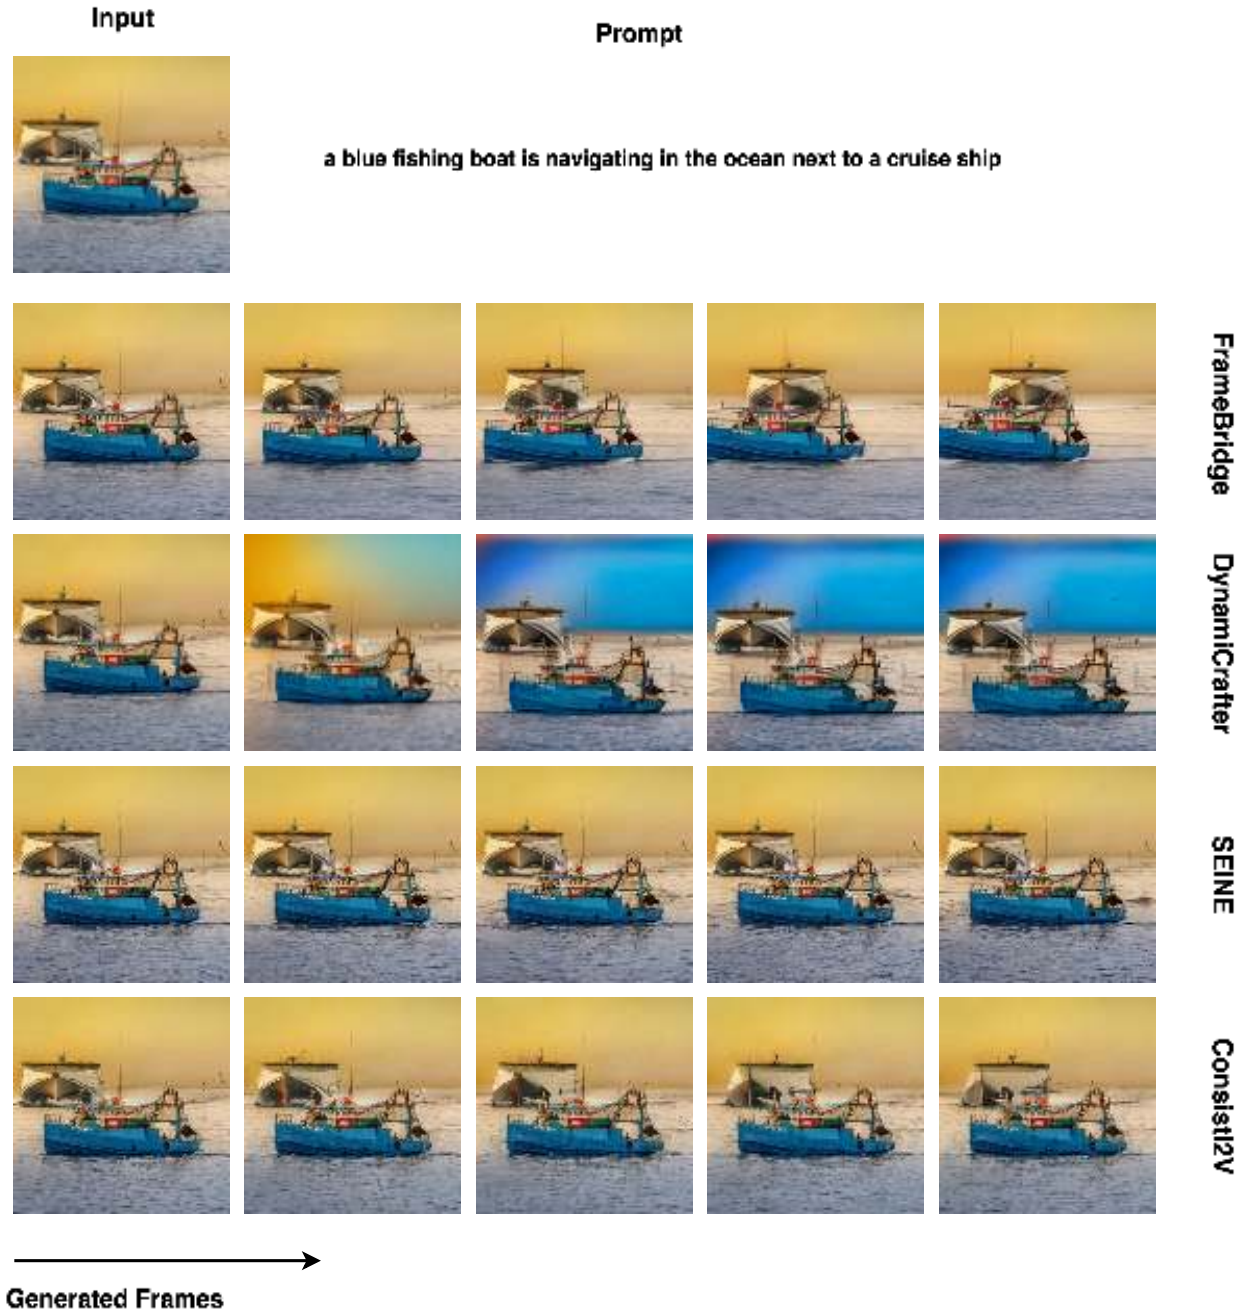 Input
Prompt
a blue fishing boat is navigating in the ocean next to a cruise ship
FrameBridge
DynamiCrafter
SEINE
ConsistI2V
Generated Frames